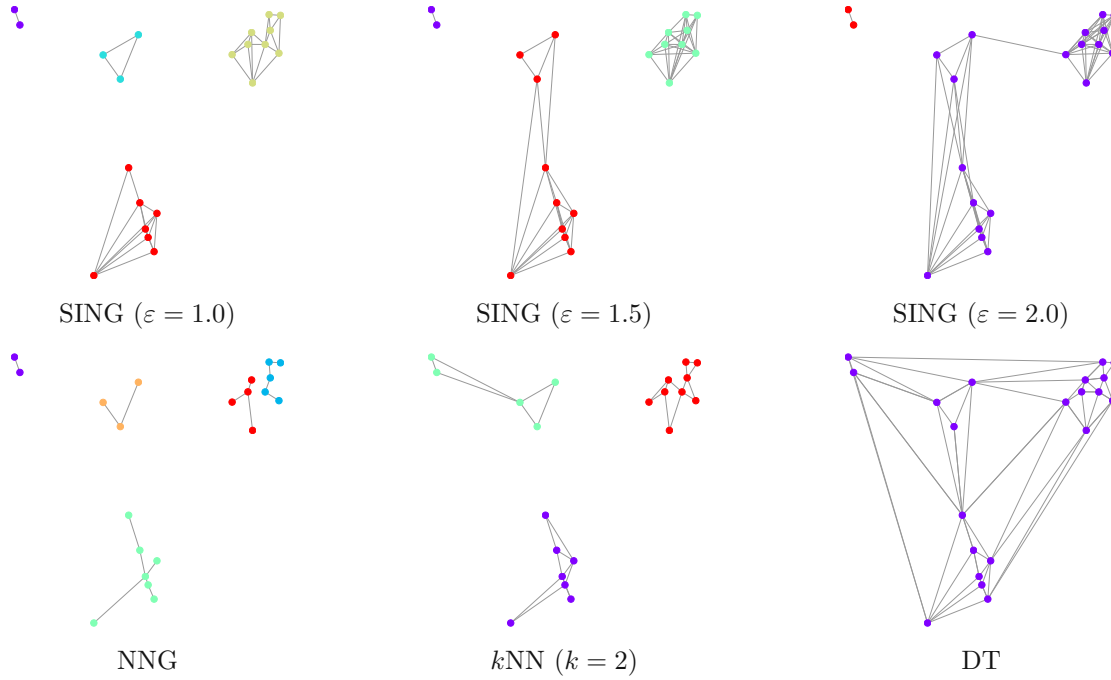 SING (ε = 1.0)
SING (ε = 1.5)
SING (ε = 2.0)
NNG
kNN (k = 2)
DT